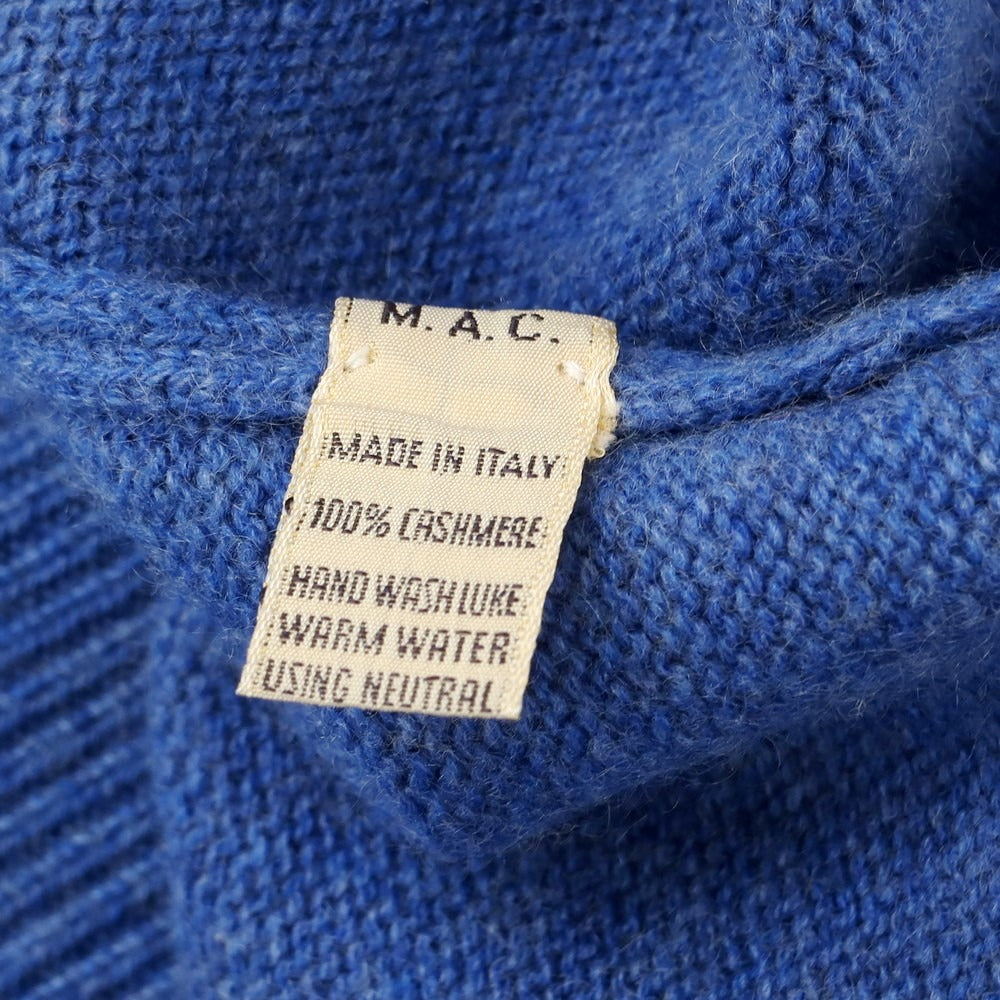 M.A.C.
MADE IN ITALY
100% CASHMERE
HAND WASH LUKE
WARM WATER
USING NEUTRAL